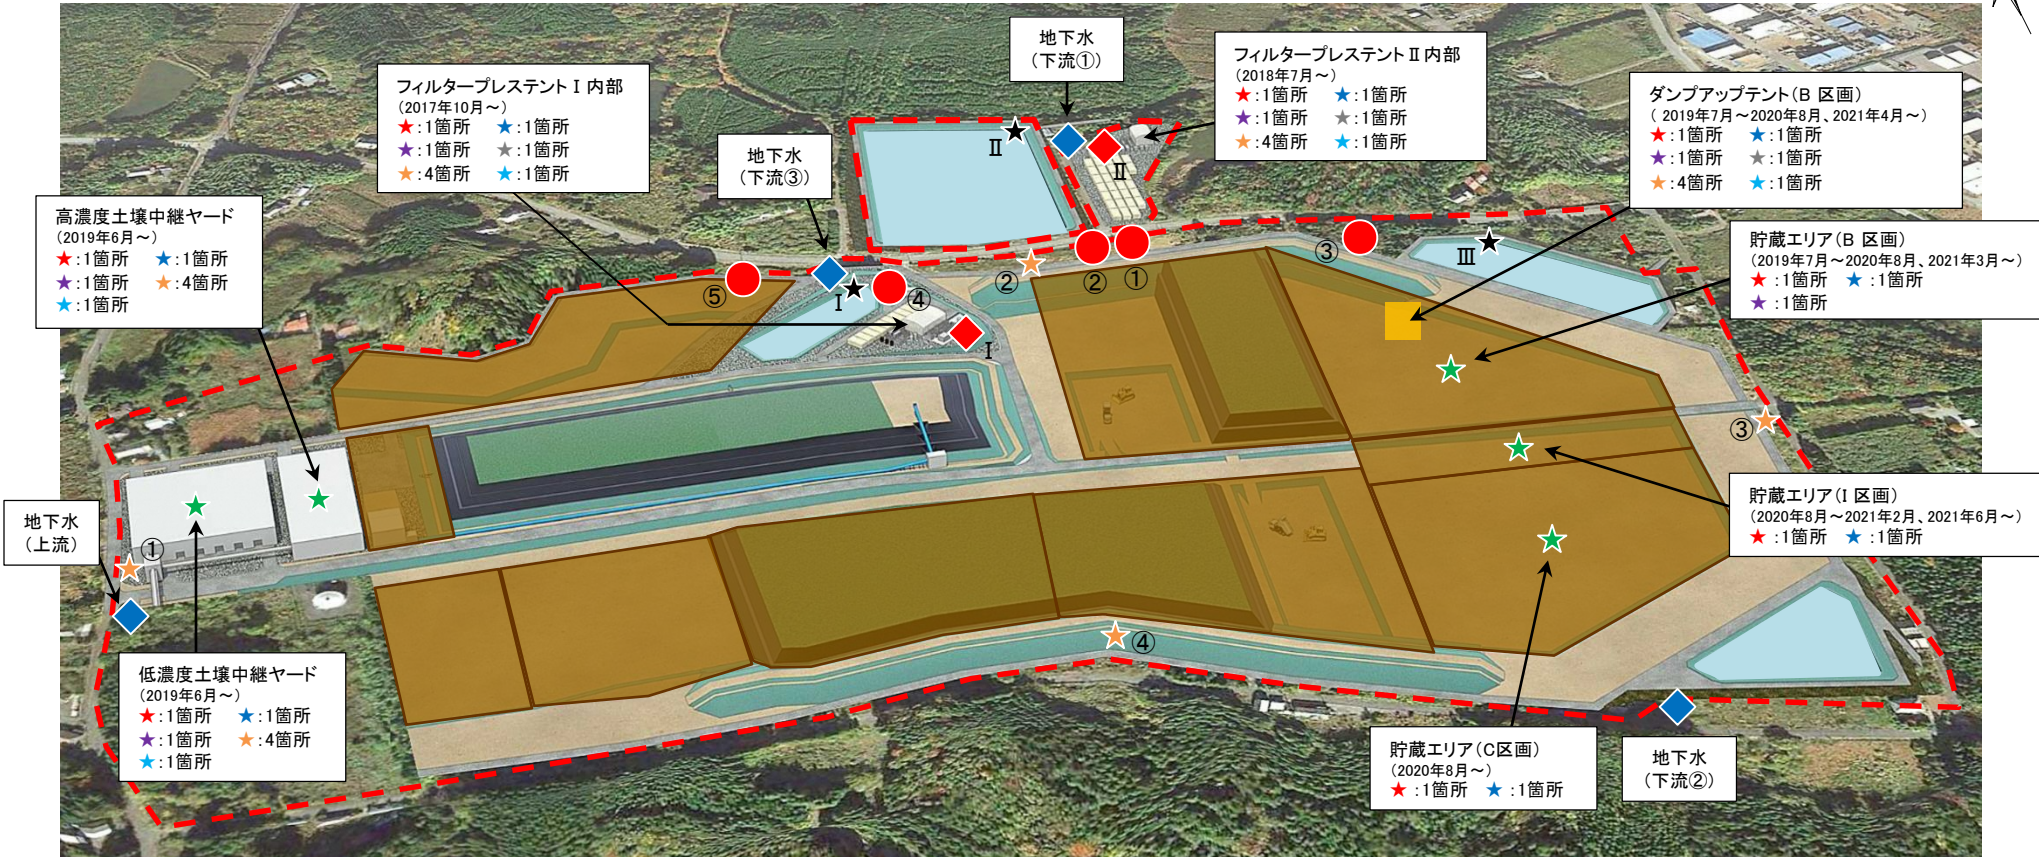 地下水
(下流①)
フィルタープレステントⅡ内部
(2018年7月～)
★:1箇所 ★:1箇所
★:1箇所 ★:1箇所
★:4箇所 ★:1箇所
ダンプアップテント(B 区画)
( 2019年7月～2020年8月、2021年4月～)
★:1箇所 ★:1箇所
★:1箇所 ★:1箇所
★:4箇所 ★:1箇所
フィルタープレステントⅠ内部
(2017年10月～)
★:1箇所 ★:1箇所
★:1箇所 ★:1箇所
★:4箇所 ★:1箇所
地下水
(下流③)
高濃度土壌中継ヤード
(2019年6月～)
★:1箇所 ★:1箇所
★:1箇所 ★:4箇所
★:1箇所
貯蔵エリア(B 区画)
(2019年7月～2020年8月、2021年3月～)
★:1箇所 ★:1箇所
★:1箇所
Ⅱ
Ⅱ
Ⅲ
③
②
②
①
⑤
Ⅰ
④
Ⅰ
③
貯蔵エリア(I 区画)
(2020年8月～2021年2月、2021年6月～)
★:1箇所 ★:1箇所
地下水
(上流)
①
④
低濃度土壌中継ヤード
(2019年6月～)
★:1箇所 ★:1箇所
★:1箇所 ★:4箇所
★:1箇所
貯蔵エリア(C区画)
(2020年8月～)
★:1箇所 ★:1箇所
地下水
(下流②)